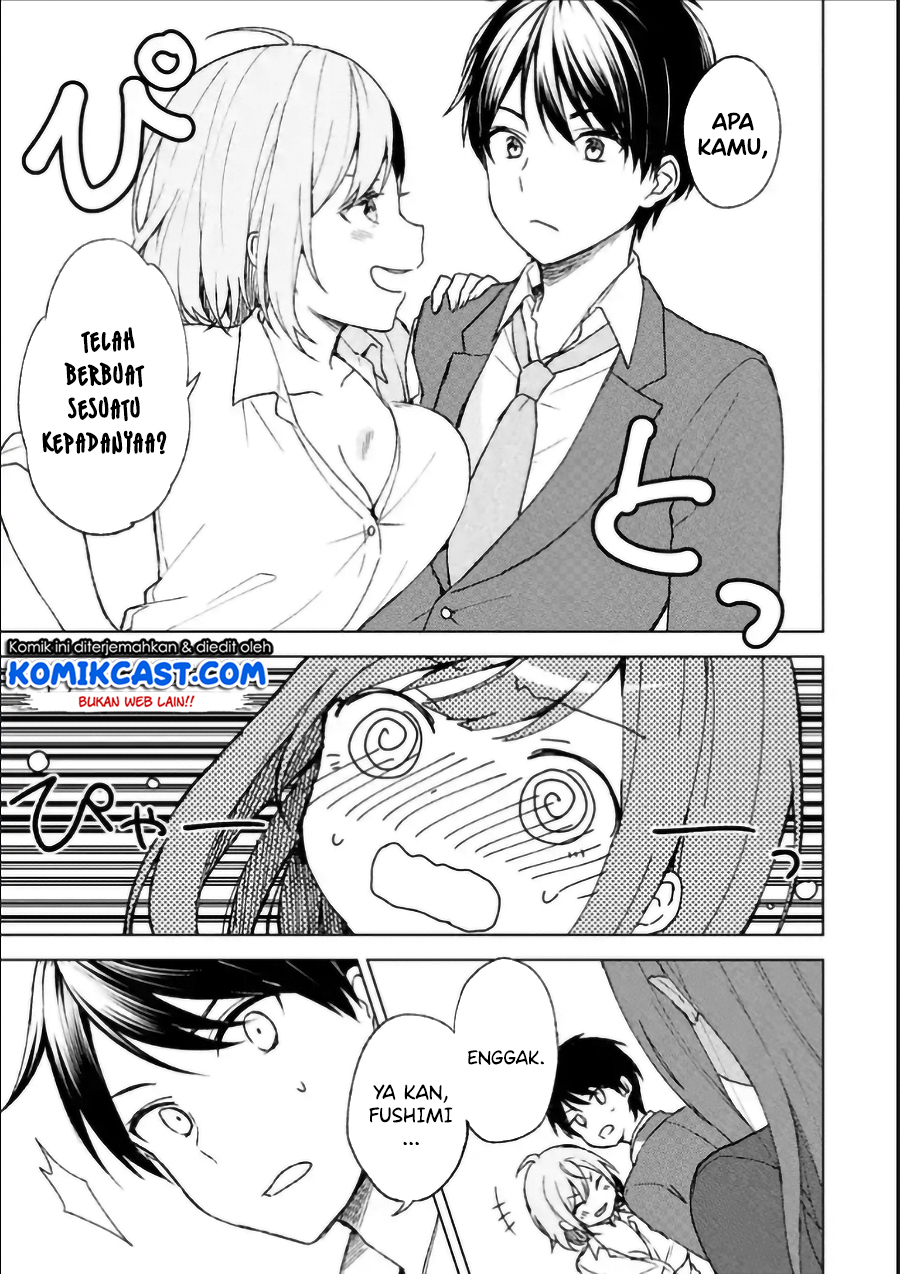 APA
KAMU,
ぴ
TELAH
BERBUAT
SESUATU
KEPADANYAA?
とっ
Komik ini diterjemahkan & diedit oleh
KOMIKCAST.COM
BUKAN WEB LAIN!!
ぴゃーーっ
ENGGAK.
YA KAN,
FUSHIMI
...